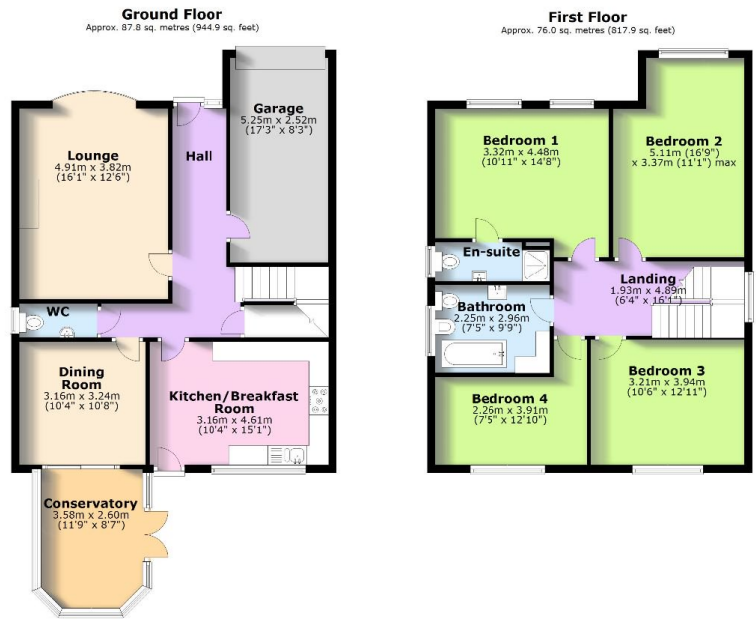 Ground Floor
Approx. 87.8 sq. metres (944.9 sq. feet)
Garage
5.25m x 2.52m
(17'3" x 8'3")
Hall
Lounge
4.91m x 3.82m
(16'1" x 12'6")
WC
Dining
Room
3.16m x 3.24m
(10'4" x 10'8")
Kitchen/Breakfast
Room
3.16m x 4.61m
(10'4" x 15'1")
Conservatory
3.58m x 2.60m
(11'9" x 8'7")
First Floor
Approx. 76.0 sq. metres (817.9 sq. feet)
Bedroom 1
3.32m x 4.48m
(10'11" x 14'8")
Bedroom 2
5.11m (16'9")
x 3.37m (11'1") max
En-suite
Landing
1.93m x 4.89m
(6'4" x 16'1")
Bathroom
2.25m x 2.96m
(7'5" x 9'9")
Bedroom 3
3.21m x 3.94m
(10'6" x 12'11")
Bedroom 4
2.26m x 3.91m
(7'5" x 12'10")